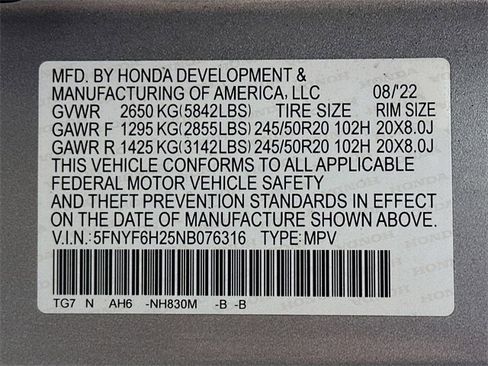 MFD. BY HONDA DEVELOPMENT &
MANUFACTURING OF AMERICA, LLC 08/'22
GVWR 2650 KG(5842LBS) TIRE SIZE RIM SIZE
GAWR F 1295 KG(2855LBS) 245/50R20 102H 20X8.0J
GAWR R 1425 KG(3142LBS) 245/50R20 102H 20X8.0J
THIS VEHICLE CONFORMS TO ALL APPLICABLE
FEDERAL MOTOR VEHICLE SAFETY
AND THEFT PREVENTION STANDARDS IN EFFECT ON
THE DATE OF MANUFACTURE SHOWN ABOVE.
V.I.N.: 5FNYF6H25NB076316 TYPE: MPV
TG7 N AH6 -NH830M -B -B